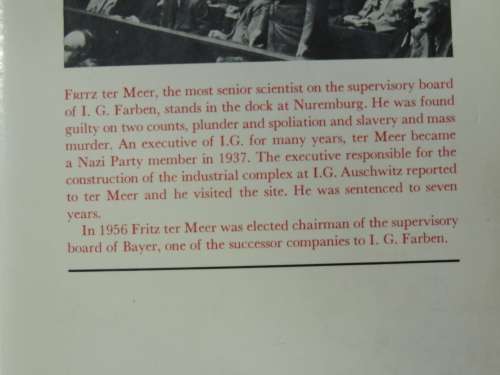 FRITZ ter Meer, the most senior scientist on the supervisory board
of I. G. Farben, stands in the dock at Nuremburg. He was found
guilty on two counts, plunder and spoliation and slavery and mass
murder. An executive of I.G. for many years, ter Meer became
a Nazi Party member in 1937. The executive responsible for the
construction of the industrial complex at I.G. Auschwitz reported
to ter Meer and he visited the site. He was sentenced to seven
years.
In 1956 Fritz ter Meer was elected chairman of the supervisory
board of Bayer, one of the successor companies to I. G. Farben.